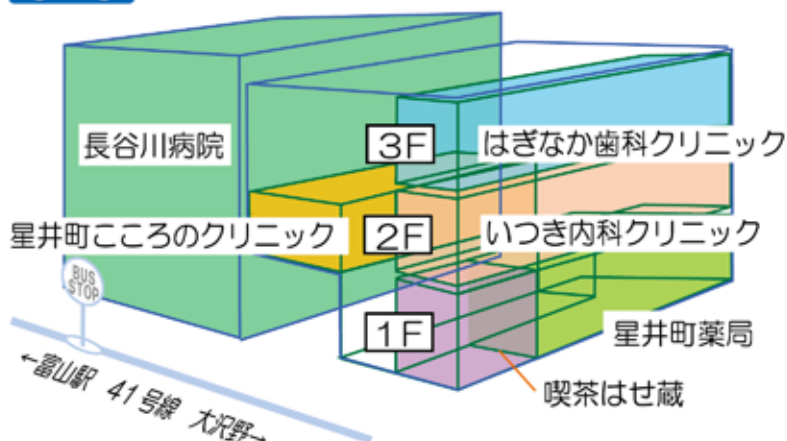 長谷川病院
3F
はぎなか歯科クリニック
星井町こころのクリニック
2F
いつき内科クリニック
BUS
STOP
1F
星井町薬局
喫茶はせ蔵
←富山駅 41号線 大沢野→